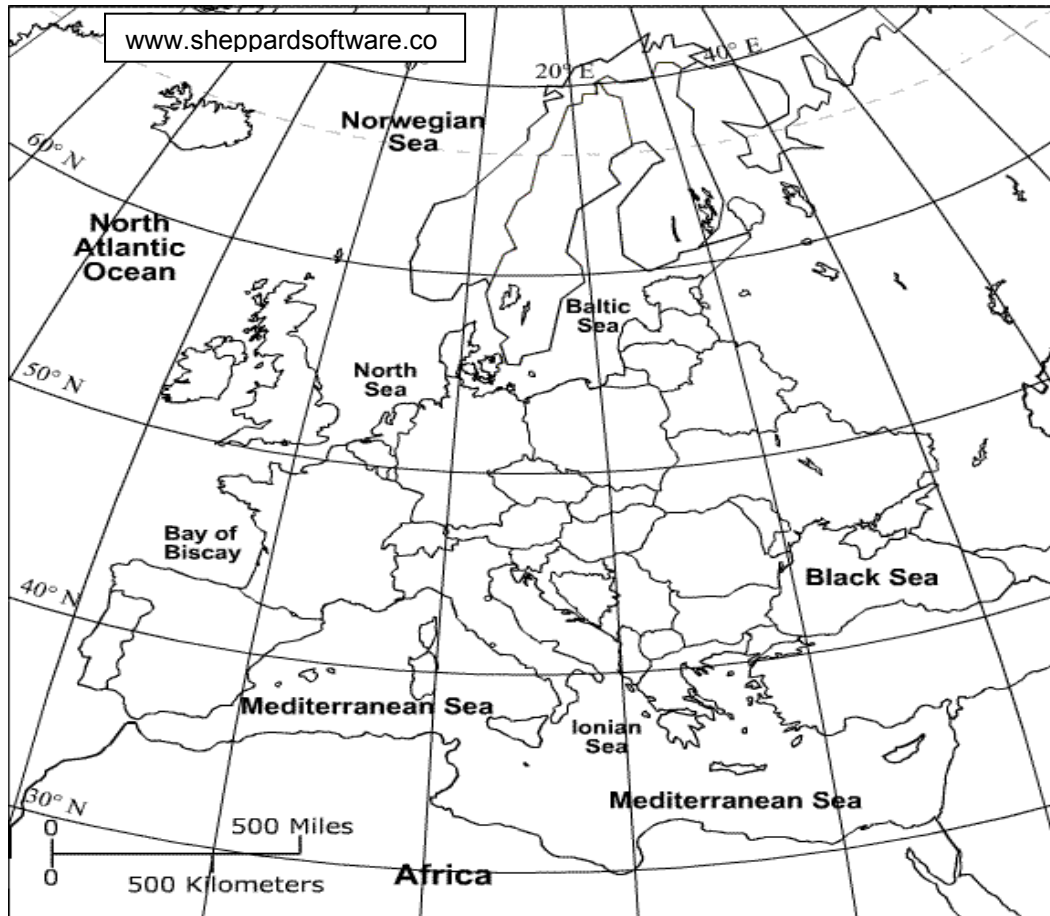 www.sheppardsoftware.co
20° E
40° E
Norwegian
Sea
60° N
North
Atlantic
Ocean
Baltic
Sea
North
Sea
50° N
Bay of
Biscay
Black Sea
40° N
Mediterranean Sea
Ionian
Sea
30° N
Mediterranean Sea
0
500 Miles
0
500 Kilometers
Africa